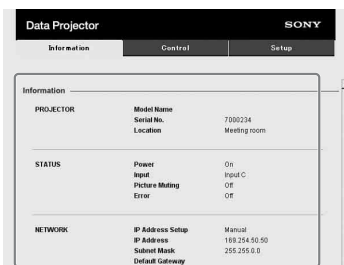 Data Projector SONY
Information Control Setup
Information
PROJECTOR Model Name
Serial No. 7000234
Location Meeting room
STATUS Power On
Input Input C
Picture Muting Off
Error Off
NETWORK IP Address Setup Manual
IP Address 169.254.50.50
Subnet Mask 255.255.0.0
Default Gateway